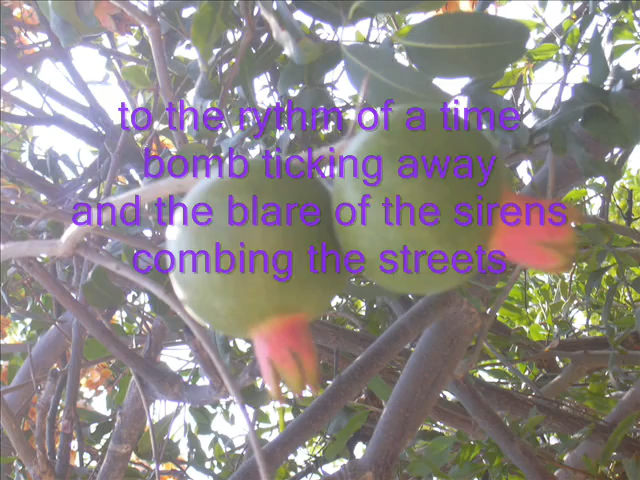 to the rythm of a time
bomb ticking away
and the blare of the sirens
combing the streets